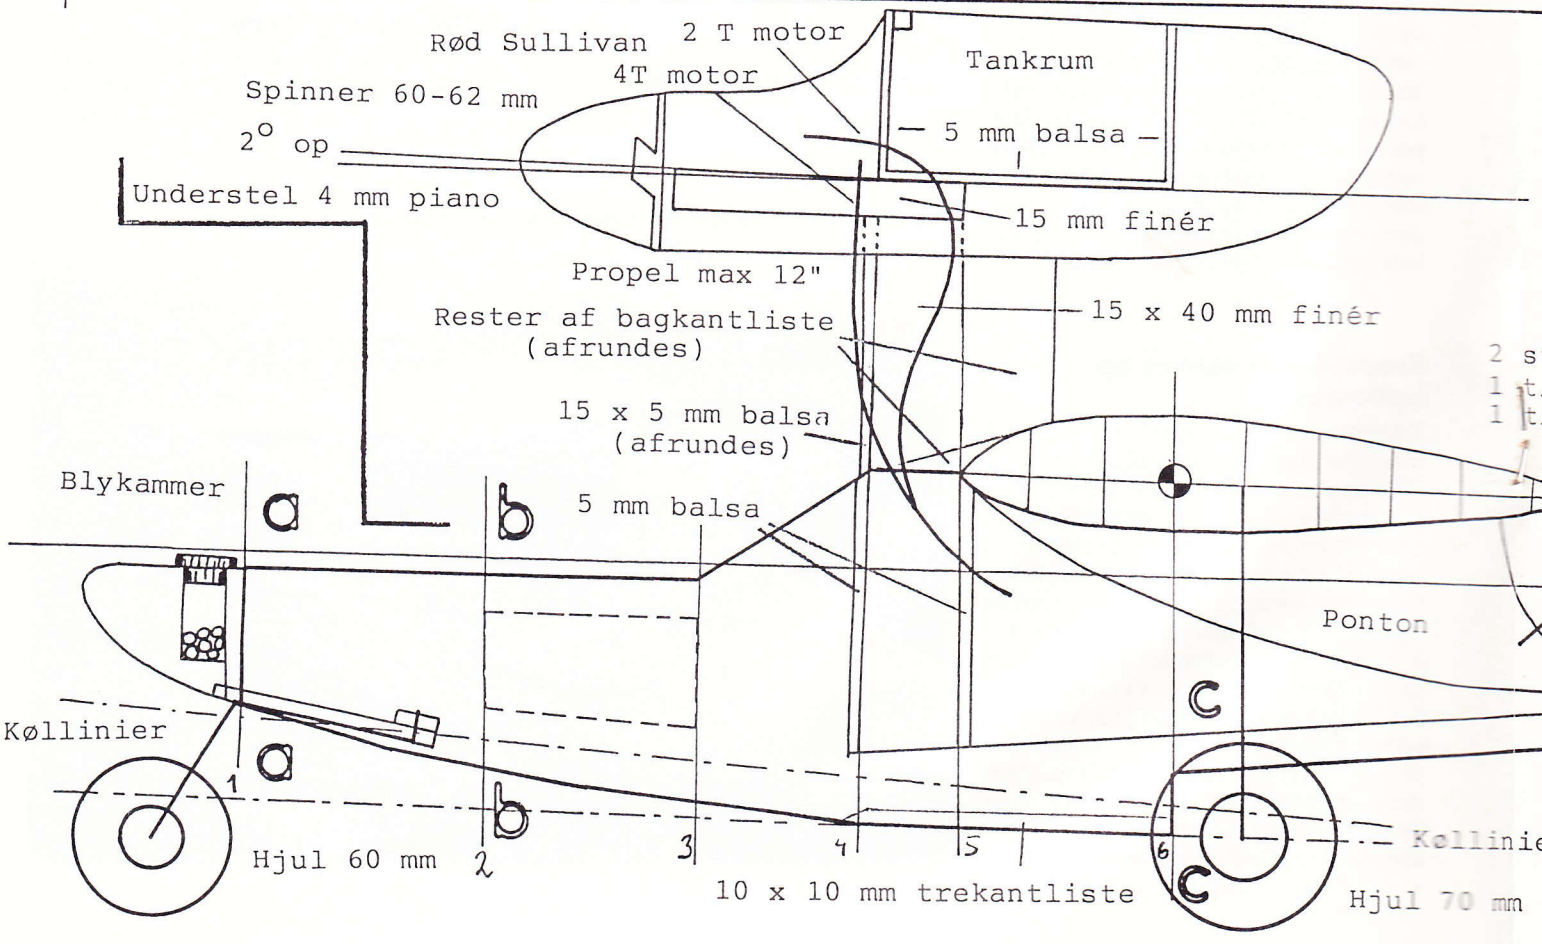 Rød Sullivan
2 T motor
4T motor
Tankrum
Spinner 60-62 mm
2° op
5 mm balsa
Understel 4 mm piano
15 mm finér
Propel max 12"
Rester af bagkantliste
(afrundes)
15 x 40 mm finér
2 s
1 t
1 t
15 x 5 mm balsa
(afrundes)
Blykammer
a
b
5 mm balsa
Ponton
Køllinier
c
a
1
b
Hjul 60 mm
2
3
4
5
6
c
Køllinie
10 x 10 mm trekantliste
Hjul 70 mm